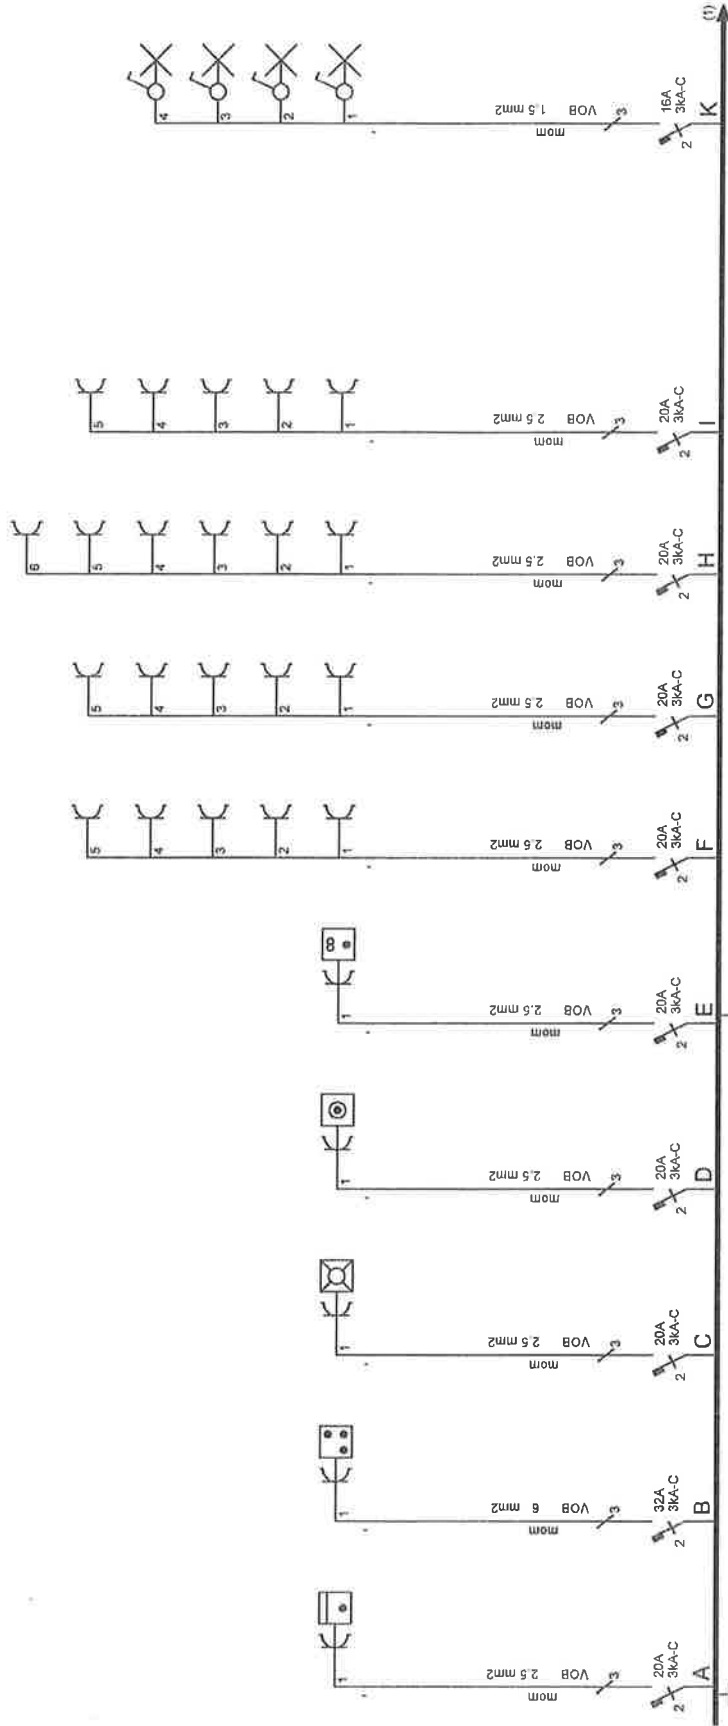 1
VOB 2,5 mm2
mom
3
20A
3kA-C
2
A
1
VOB 6 mm2
mom
3
32A
3kA-C
2
B
1
VOB 2,5 mm2
mom
3
20A
3kA-C
2
C
1
VOB 2,5 mm2
mom
3
20A
3kA-C
2
D
1
VOB 2,5 mm2
mom
3
20A
3kA-C
2
E
5
4
3
2
1
VOB 2,5 mm2
mom
3
20A
3kA-C
2
F
5
4
3
2
1
VOB 2,5 mm2
mom
3
20A
3kA-C
2
G
6
5
4
3
2
1
VOB 2,5 mm2
mom
3
20A
3kA-C
2
H
5
4
3
2
1
VOB 2,5 mm2
mom
3
20A
3kA-C
2
I
4
3
2
1
VOB 1,5 mm2
mom
3
16A
3kA-C
2
K
(1)